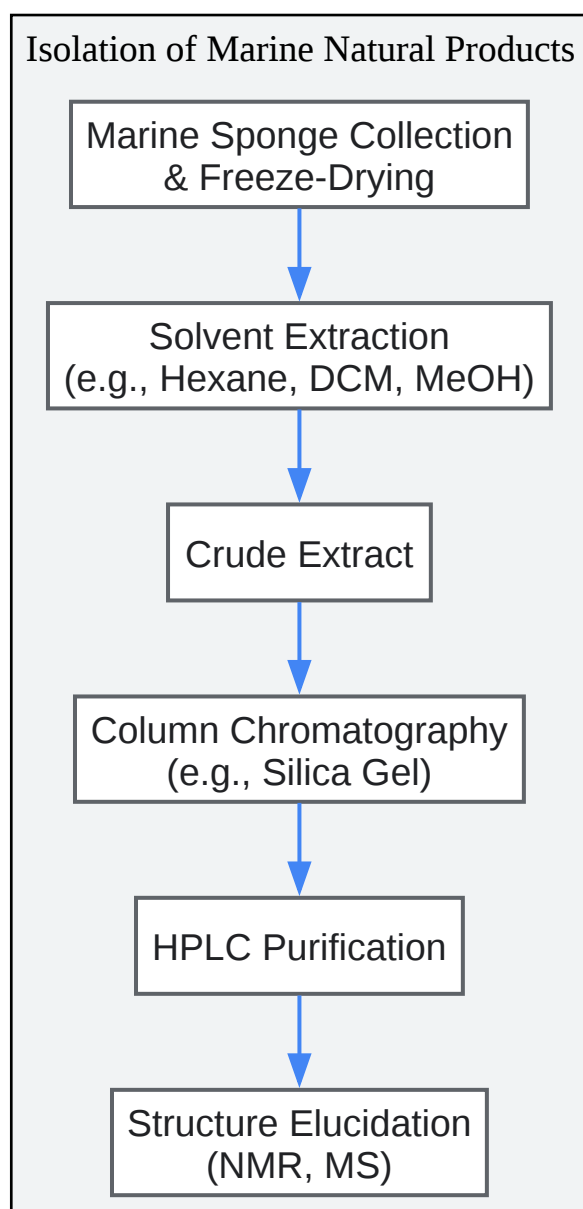 Isolation of Marine Natural Products
Marine Sponge Collection
& Freeze-Drying
Solvent Extraction
(e.g., Hexane, DCM, MeOH)
Crude Extract
Column Chromatography
(e.g., Silica Gel)
HPLC Purification
Structure Elucidation
(NMR, MS)